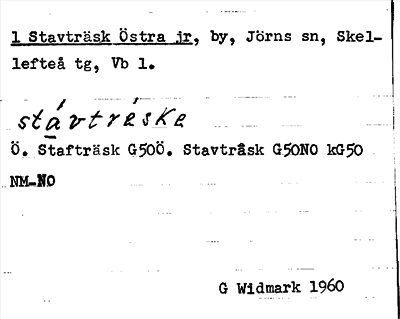 1 Stavträsk Östra jr, by, Jörns sn, Skel-
lefteå tg, Vb l.
stávtréske
Ö. Stafträsk G50Ö. Stavtråsk G50NO kG50
NM-NO
G Widmark 1960